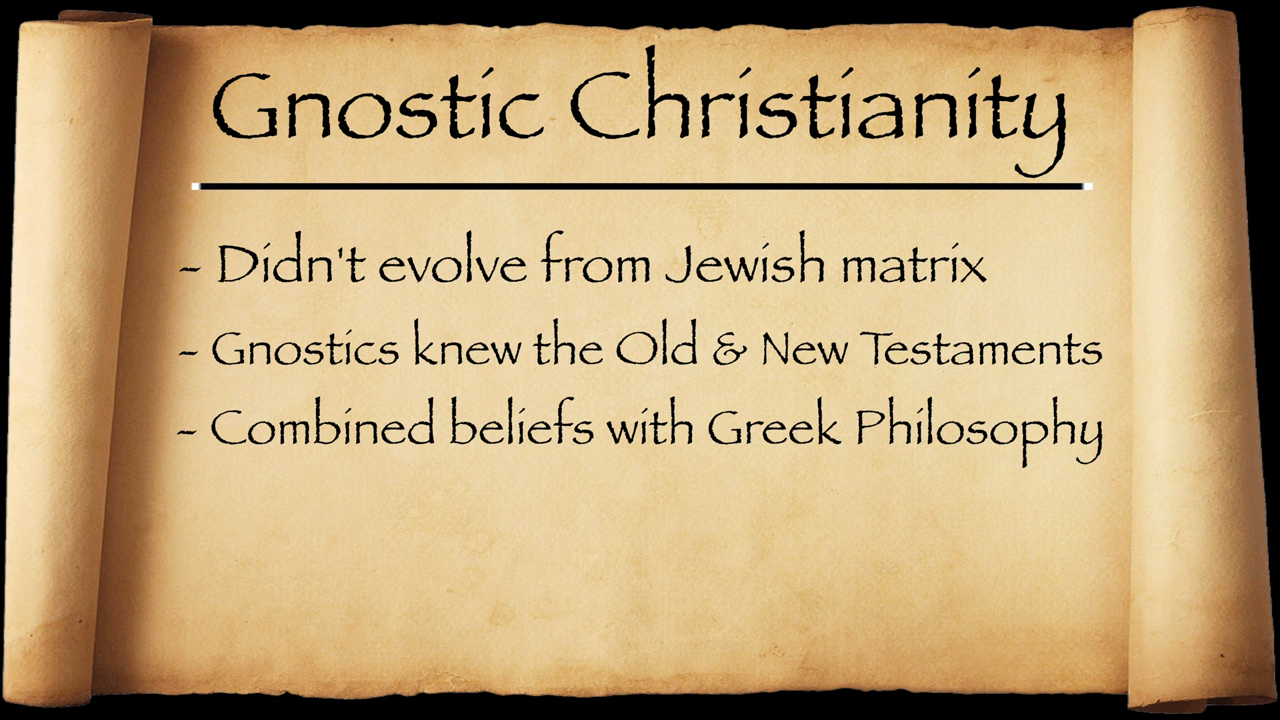 Gnostic Christianity
- Didn't evolve from Jewish matrix
- Gnostics knew the Old & New Testaments
- Combined beliefs with Greek Philosophy